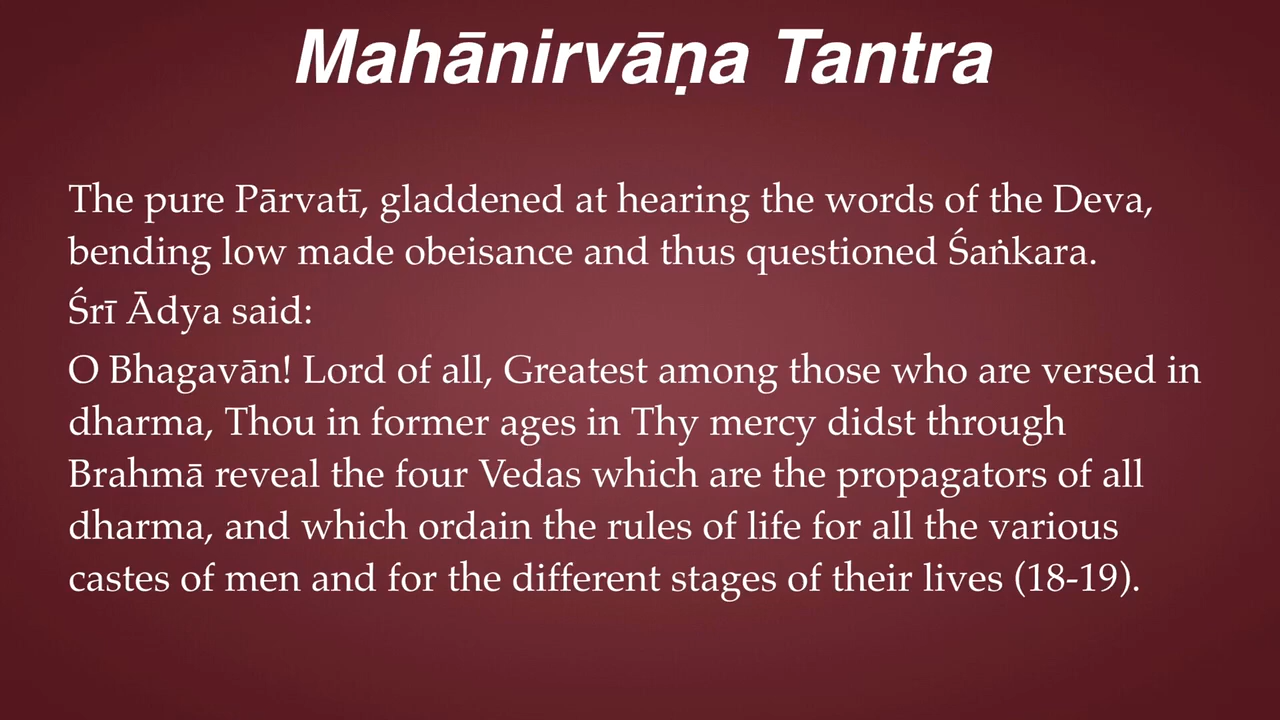 Mahānirvāṇa Tantra
The pure Pārvatī, gladdened at hearing the words of the Deva,
bending low made obeisance and thus questioned Śaṅkara.
Śrī Ādya said:
O Bhagavān! Lord of all, Greatest among those who are versed in
dharma, Thou in former ages in Thy mercy didst through
Brahmā reveal the four Vedas which are the propagators of all
dharma, and which ordain the rules of life for all the various
castes of men and for the different stages of their lives (18-19).